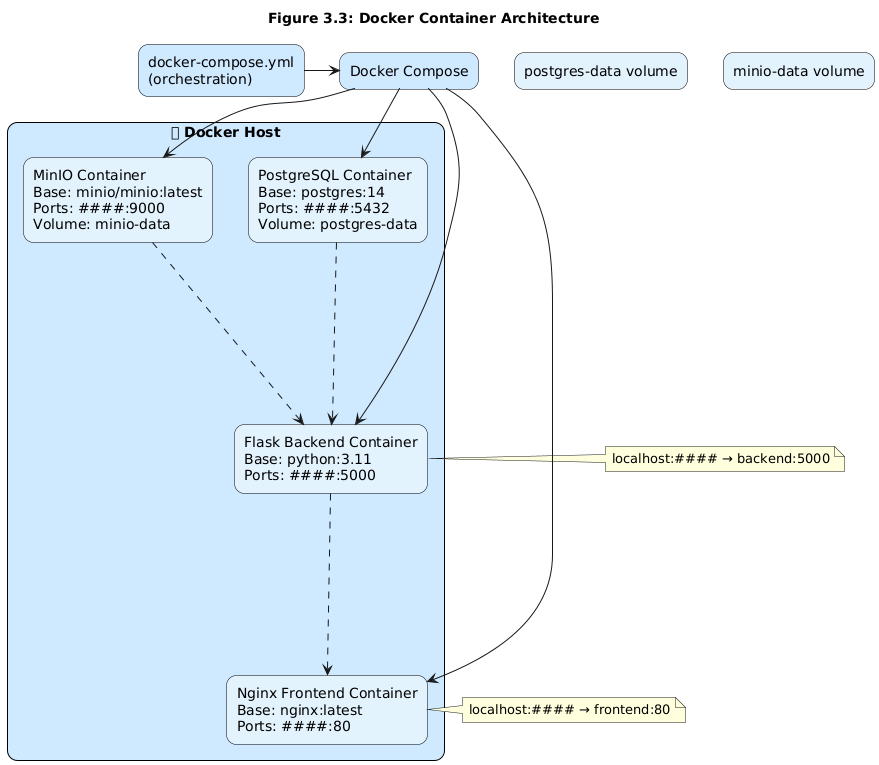 Figure 3.3: Docker Container Architecture
docker-compose.yml
(orchestration)
Docker Compose
postgres-data volume
minio-data volume
Docker Host
MinIO Container
Base: minio/minio:latest
Ports: ####:9000
Volume: minio-data
PostgreSQL Container
Base: postgres:14
Ports: ####:5432
Volume: postgres-data
Flask Backend Container
Base: python:3.11
Ports: ####:5000
localhost:#### → backend:5000
Nginx Frontend Container
Base: nginx:latest
Ports: ####:80
localhost:#### → frontend:80